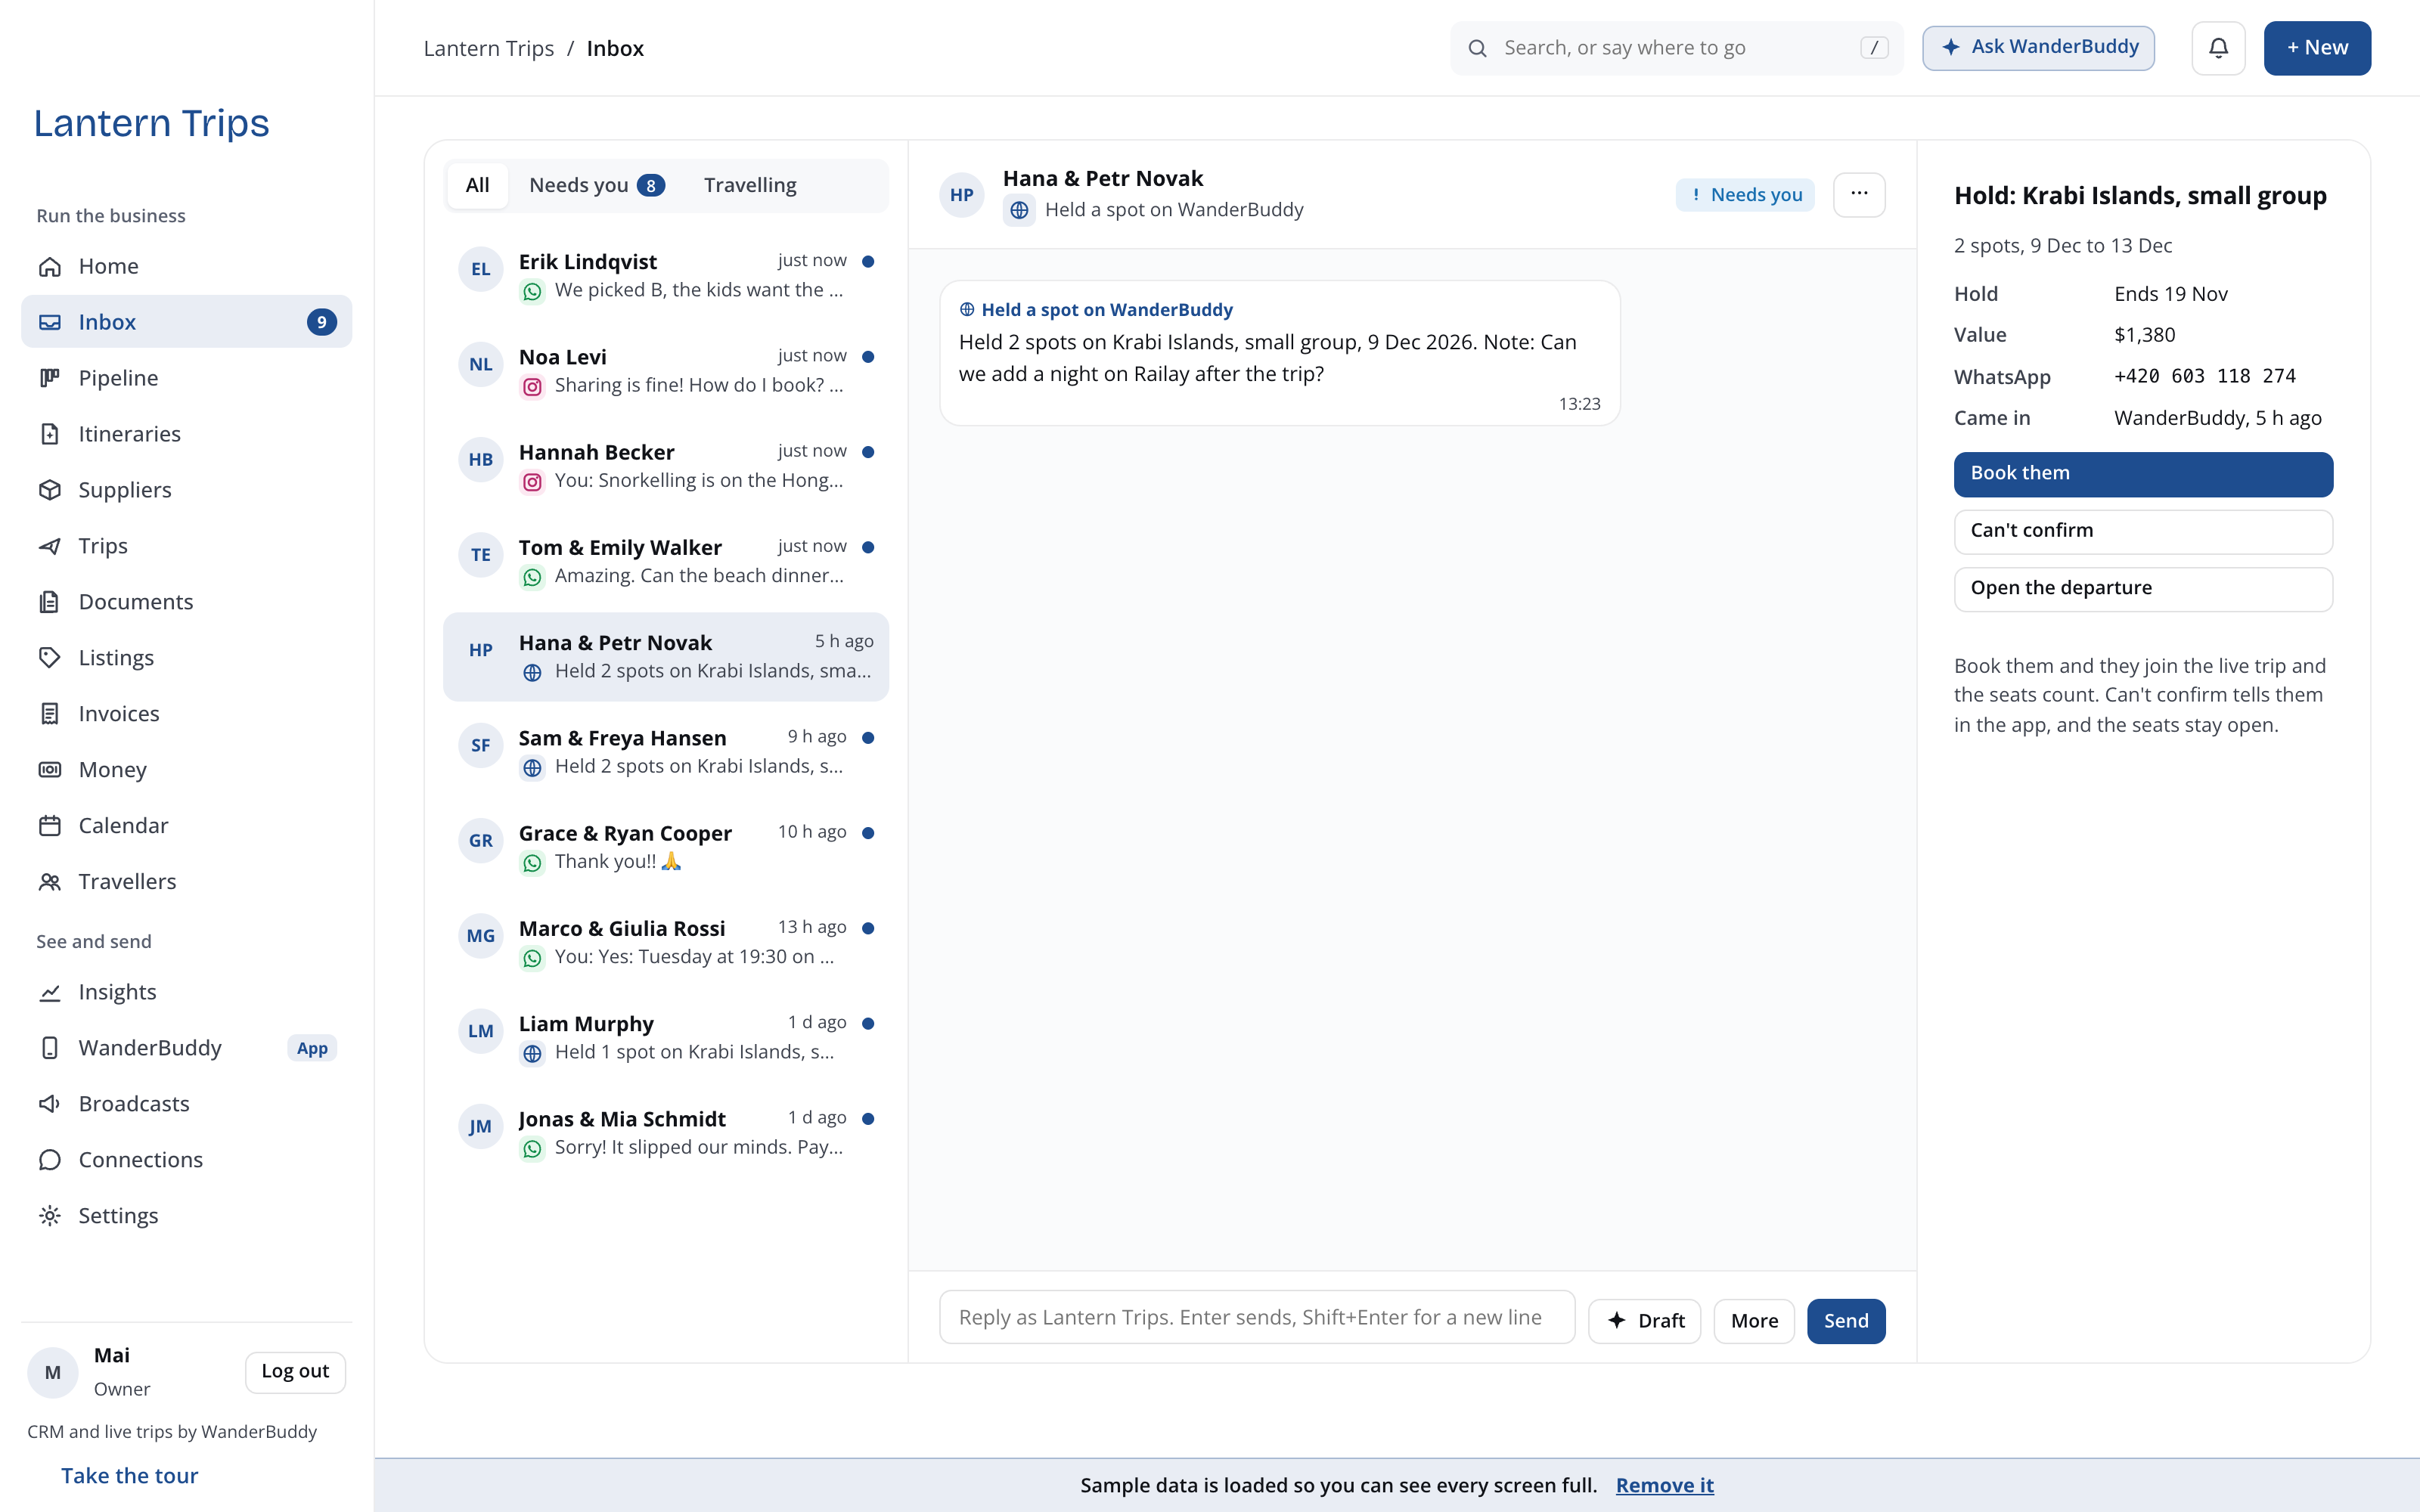 Lantern Trips
Run the business
Home
Inbox 9
Pipeline
Itineraries
Suppliers
Trips
Documents
Listings
Invoices
Money
Calendar
Travellers
See and send
Insights
WanderBuddy App
Broadcasts
Connections
Settings
M
Mai
Owner
Log out
CRM and live trips by WanderBuddy
Take the tour
Lantern Trips / Inbox
Search, or say where to go /
Ask WanderBuddy
+ New
All Needs you 8 Travelling
EL
Erik Lindqvist just now
We picked B, the kids want the ...
NL
Noa Levi just now
Sharing is fine! How do I book? ...
HB
Hannah Becker just now
You: Snorkelling is on the Hong...
TE
Tom & Emily Walker just now
Amazing. Can the beach dinner...
HP
Hana & Petr Novak 5 h ago
Held 2 spots on Krabi Islands, sma...
SF
Sam & Freya Hansen 9 h ago
Held 2 spots on Krabi Islands, s...
GR
Grace & Ryan Cooper 10 h ago
Thank you!! 🙏
MG
Marco & Giulia Rossi 13 h ago
You: Yes: Tuesday at 19:30 on ...
LM
Liam Murphy 1 d ago
Held 1 spot on Krabi Islands, s...
JM
Jonas & Mia Schmidt 1 d ago
Sorry! It slipped our minds. Pay...
HP
Hana & Petr Novak
Held a spot on WanderBuddy
! Needs you
...
Held a spot on WanderBuddy
Held 2 spots on Krabi Islands, small group, 9 Dec 2026. Note: Can
we add a night on Railay after the trip?
13:23
Reply as Lantern Trips. Enter sends, Shift+Enter for a new line
Draft
More
Send
Hold: Krabi Islands, small group
2 spots, 9 Dec to 13 Dec
Hold Ends 19 Nov
Value $1,380
WhatsApp +420 603 118 274
Came in WanderBuddy, 5 h ago
Book them
Can't confirm
Open the departure
Book them and they join the live trip and
the seats count. Can't confirm tells them
in the app, and the seats stay open.
Sample data is loaded so you can see every screen full. Remove it